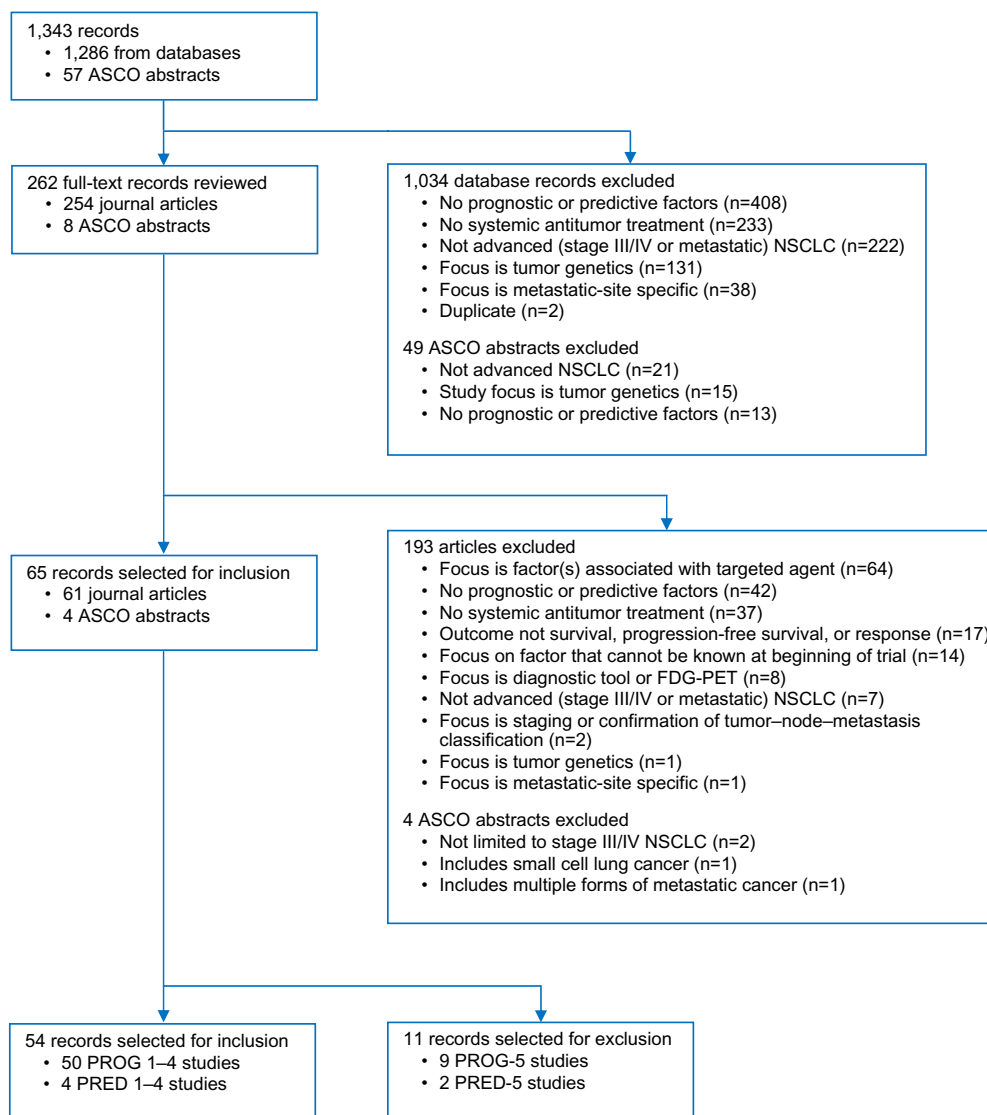 1,343 records
• 1,286 from databases
• 57 ASCO abstracts
262 full-text records reviewed
• 254 journal articles
• 8 ASCO abstracts
1,034 database records excluded
• No prognostic or predictive factors (n=408)
• No systemic antitumor treatment (n=233)
• Not advanced (stage III/IV or metastatic) NSCLC (n=222)
• Focus is tumor genetics (n=131)
• Focus is metastatic-site specific (n=38)
• Duplicate (n=2)
49 ASCO abstracts excluded
• Not advanced NSCLC (n=21)
• Study focus is tumor genetics (n=15)
• No prognostic or predictive factors (n=13)
65 records selected for inclusion
• 61 journal articles
• 4 ASCO abstracts
193 articles excluded
• Focus is factor(s) associated with targeted agent (n=64)
• No prognostic or predictive factors (n=42)
• No systemic antitumor treatment (n=37)
• Outcome not survival, progression-free survival, or response (n=17)
• Focus on factor that cannot be known at beginning of trial (n=14)
• Focus is diagnostic tool or FDG-PET (n=8)
• Not advanced (stage III/IV or metastatic) NSCLC (n=7)
• Focus is staging or confirmation of tumor–node–metastasis
classification (n=2)
• Focus is tumor genetics (n=1)
• Focus is metastatic-site specific (n=1)
4 ASCO abstracts excluded
• Not limited to stage III/IV NSCLC (n=2)
• Includes small cell lung cancer (n=1)
• Includes multiple forms of metastatic cancer (n=1)
54 records selected for inclusion
• 50 PROG 1–4 studies
• 4 PRED 1–4 studies
11 records selected for exclusion
• 9 PROG-5 studies
• 2 PRED-5 studies